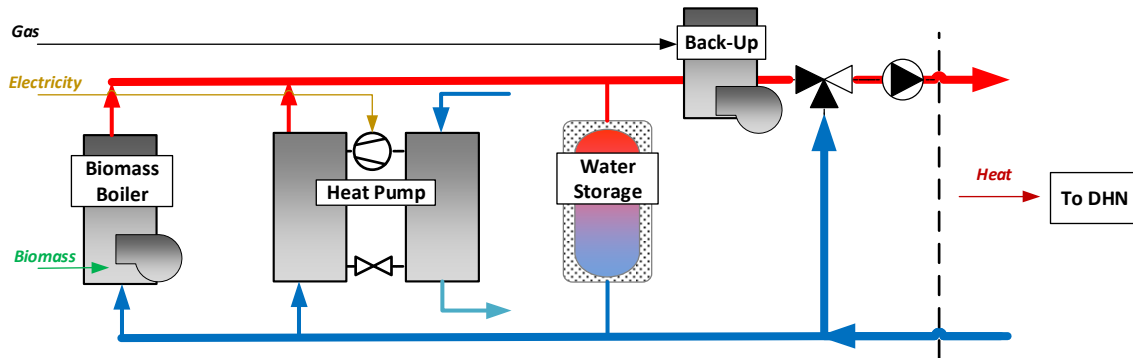 Gas
Back-Up
Electricity
Biomass
Boiler
Heat Pump
Water
Storage
Heat
To DHN
Biomass